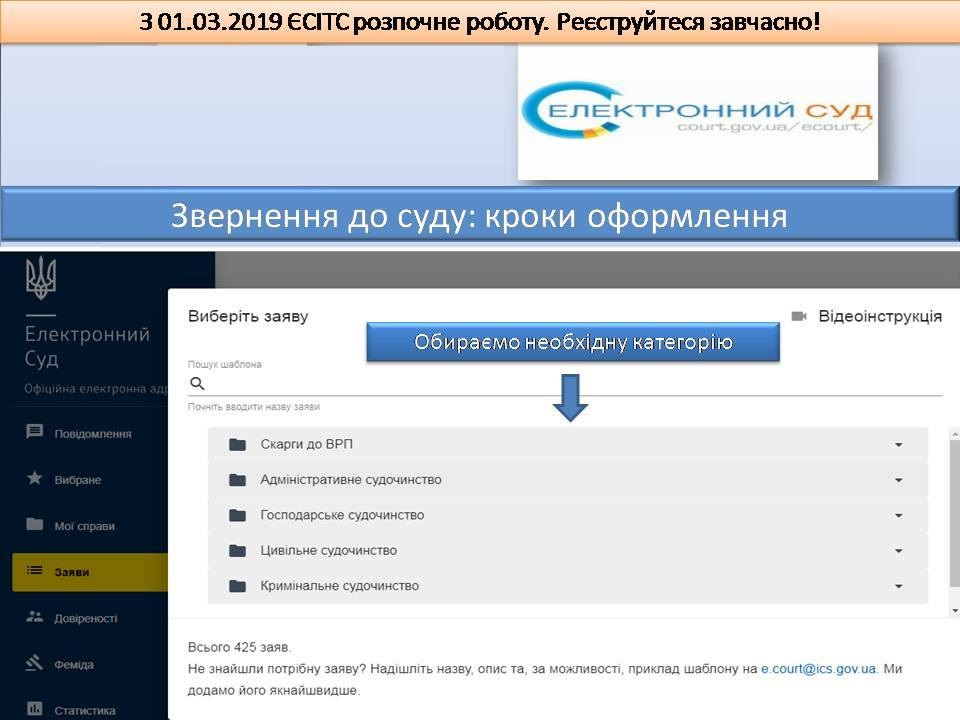 З 01.03.2019 ЄСІТС розпочне роботу. Реєструйтеся завчасно!
ЕЛЕКТРОННИЙ СУД
court.gov.ua/ecourt/
Звернення до суду: кроки оформлення
Електронний
Суд
Офіційна електронна адр
Повідомлення
Вибране
Мої справи
Заяви
Довіреності
Феміда
Статистика
Виберіть заяву
Відеоінструкція
Обираємо необхідну категорію
Пошук шаблона
Почніть вводити назву заяви
Скарги до ВРП
Адміністративне судочинство
Господарське судочинство
Цивільне судочинство
Кримінальне судочинство
Всього 425 заяв.
Не знайшли потрібну заяву? Надішліть назву, опис та, за можливості, приклад шаблону на e.court@ics.gov.ua. Ми
додамо його якнайшвидше.